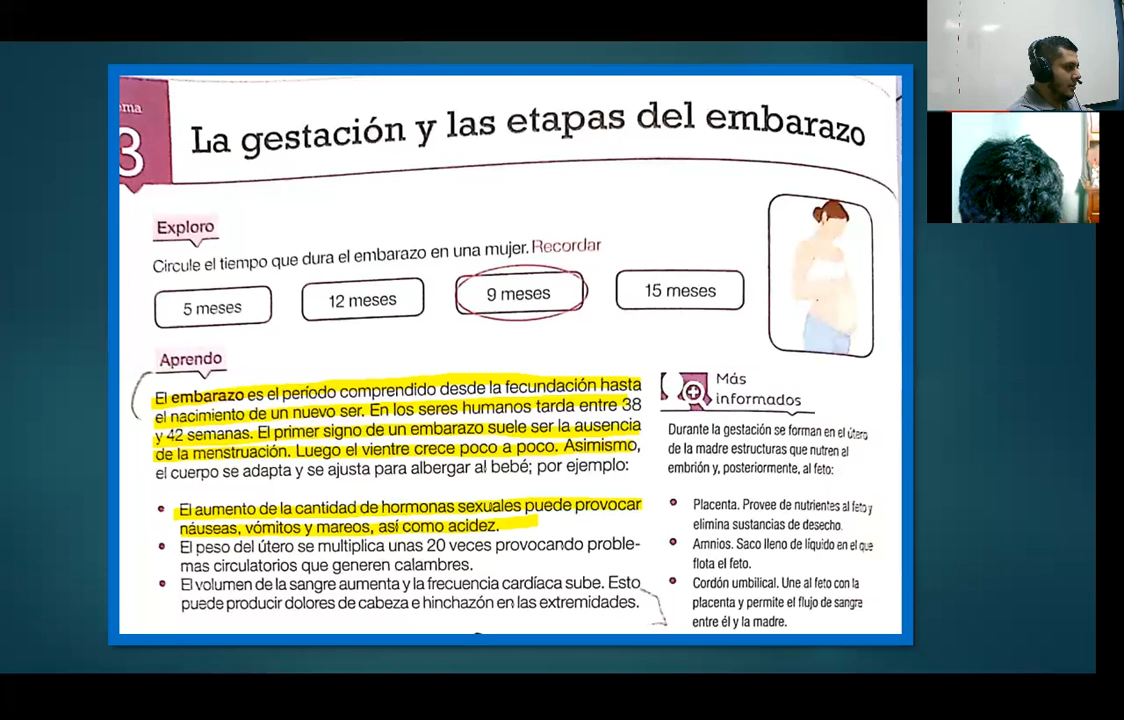 ma
3
La gestación y las etapas del embarazo
Exploro
Circule el tiempo que dura el embarazo en una mujer. Recordar
5 meses
12 meses
9 meses
15 meses
Aprendo
El embarazo es el período comprendido desde la fecundación hasta
el nacimiento de un nuevo ser. En los seres humanos tarda entre 38
y 42 semanas. El primer signo de un embarazo suele ser la ausencia
de la menstruación. Luego el vientre crece poco a poco. Asimismo,
el cuerpo se adapta y se ajusta para albergar al bebé; por ejemplo:
• El aumento de la cantidad de hormonas sexuales puede provocar
náuseas, vómitos y mareos, así como acidez.
• El peso del útero se multiplica unas 20 veces provocando proble-
mas circulatorios que generen calambres.
• El volumen de la sangre aumenta y la frecuencia cardíaca sube. Esto
puede producir dolores de cabeza e hinchazón en las extremidades.
Más
informados
Durante la gestación se forman en el útero
de la madre estructuras que nutren al
embrión y, posteriormente, al feto:
• Placenta. Provee de nutrientes al feto y
elimina sustancias de desecho.
• Amnios. Saco lleno de líquido en el que
flota el feto.
• Cordón umbilical. Une al feto con la
placenta y permite el flujo de sangre
entre él y la madre.